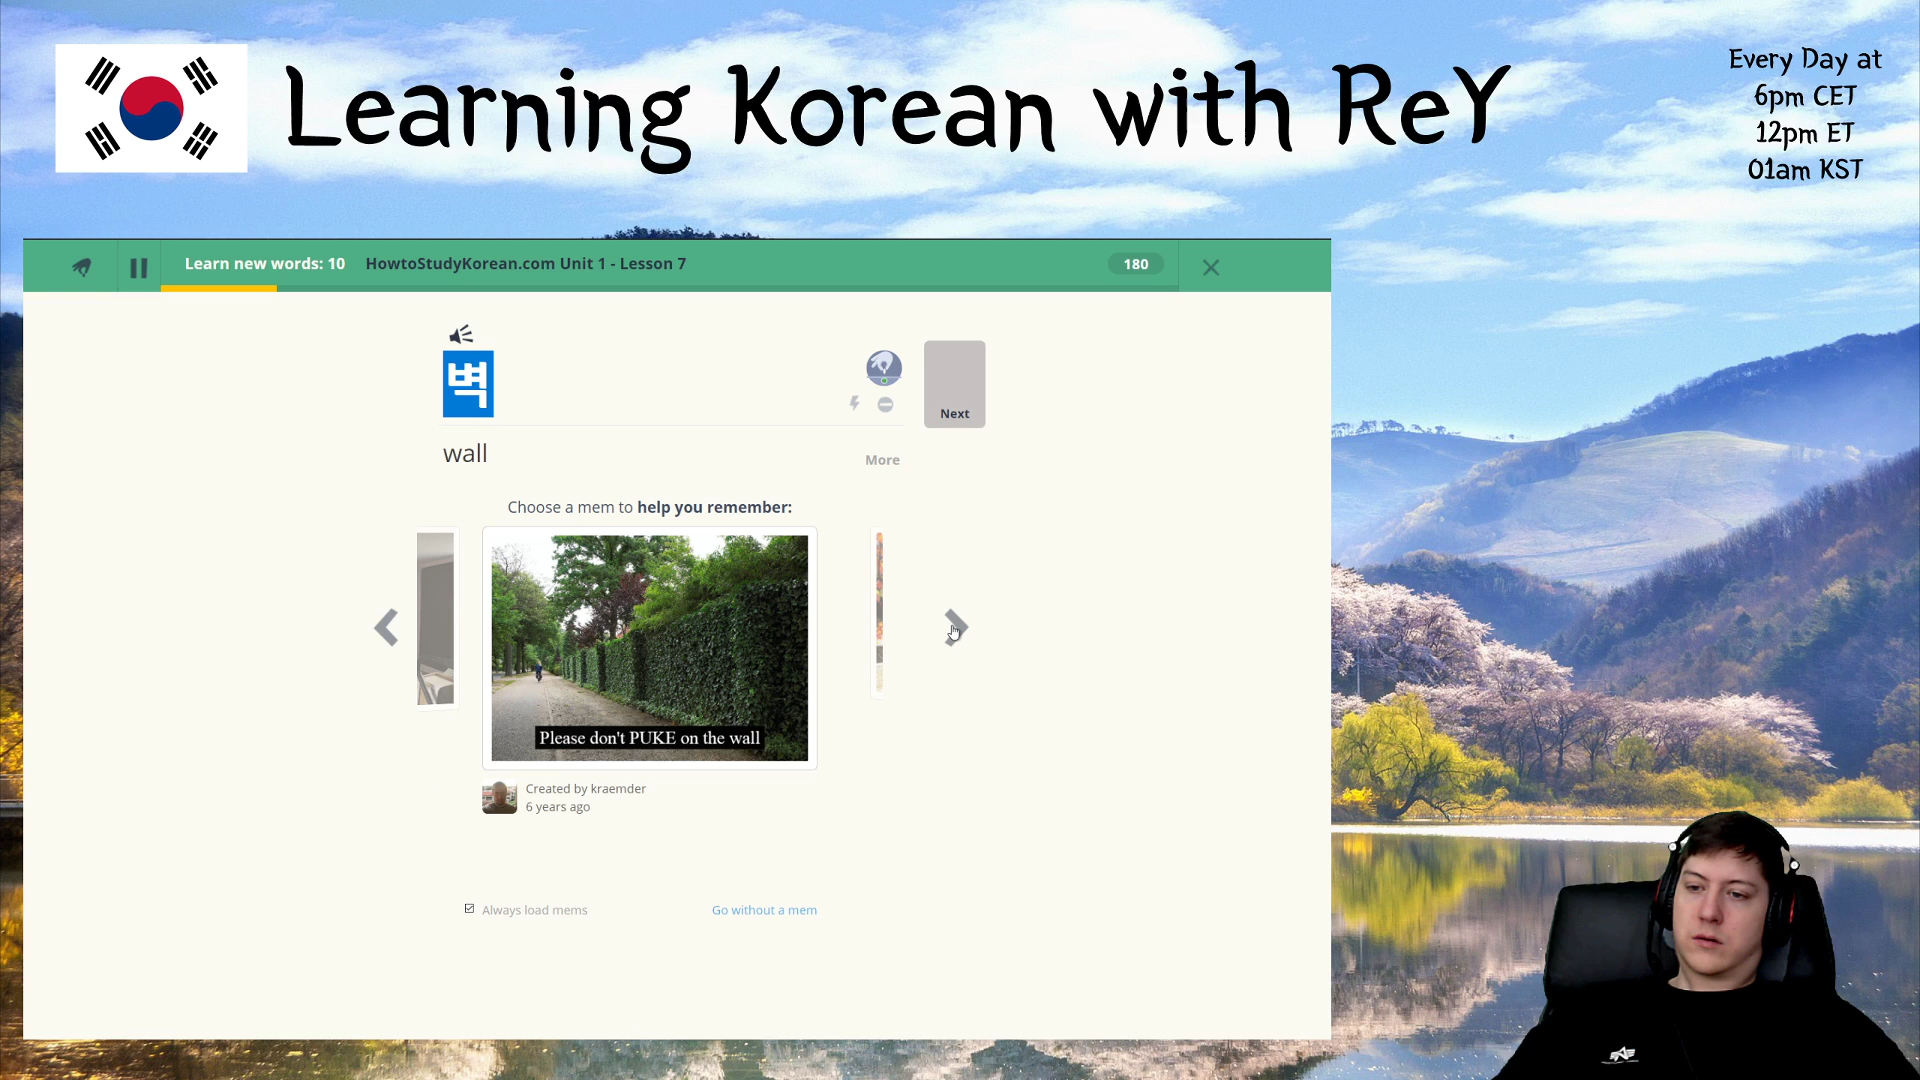 Learning Korean with ReY
Every Day at
6pm CET
12pm ET
01am KST
Learn new words: 10 HowtoStudyKorean.com Unit 1 - Lesson 7
180
벽
Next
wall
More
Choose a mem to help you remember:
Please don't PUKE on the wall
Created by kraemder
6 years ago
Always load mems
Go without a mem